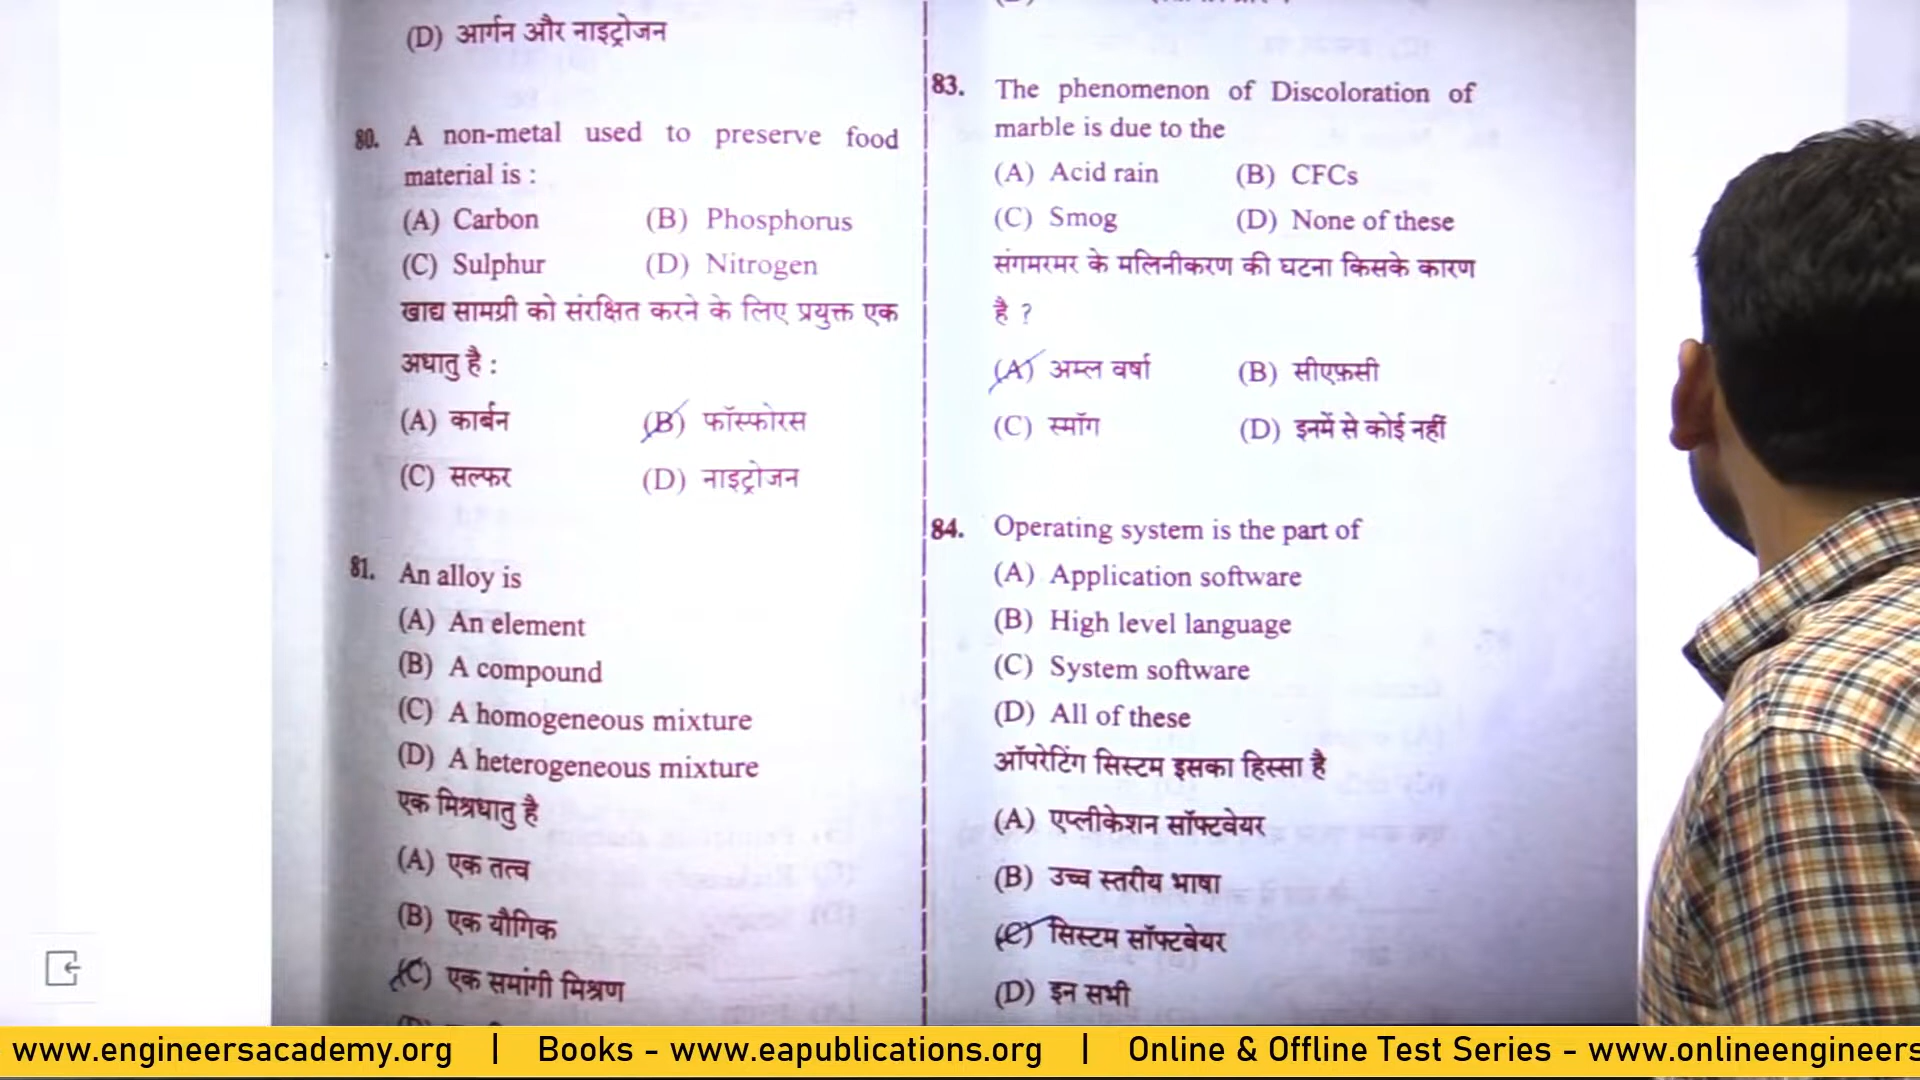 (D) आर्गन और नाइट्रोजन
80. A non-metal used to preserve food
material is :
(A) Carbon (B) Phosphorus
(C) Sulphur (D) Nitrogen
खाद्य सामग्री को संरक्षित करने के लिए प्रयुक्त एक
अधातु है :
(A) कार्बन (B) फॉस्फोरस
(C) सल्फर (D) नाइट्रोजन
81. An alloy is
(A) An element
(B) A compound
(C) A homogeneous mixture
(D) A heterogeneous mixture
एक मिश्रधातु है
(A) एक तत्व
(B) एक यौगिक
(C) एक समांगी मिश्रण
83. The phenomenon of Discoloration of
marble is due to the
(A) Acid rain (B) CFCs
(C) Smog (D) None of these
संगमरमर के मलिनीकरण की घटना किसके कारण
है ?
(A) अम्ल वर्षा (B) सीएफ़सी
(C) स्मॉग (D) इनमें से कोई नहीं
84. Operating system is the part of
(A) Application software
(B) High level language
(C) System software
(D) All of these
ऑपरेटिंग सिस्टम इसका हिस्सा है
(A) एप्लीकेशन सॉफ्टवेयर
(B) उच्च स्तरीय भाषा
(C) सिस्टम सॉफ्टवेयर
(D) इन सभी
www.engineersacademy.org | Books - www.eapublications.org | Online & Offline Test Series - www.onlineengineers